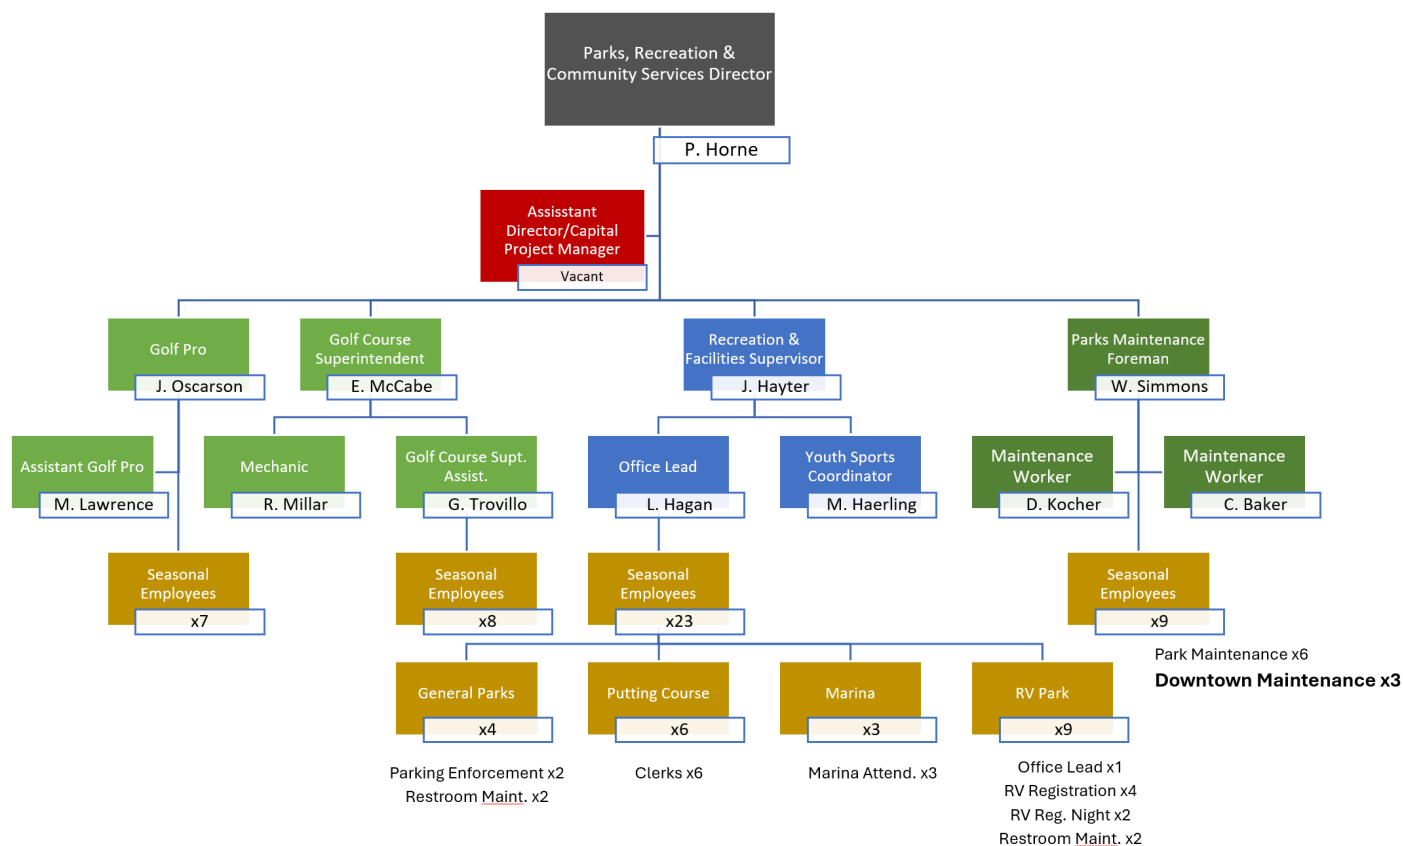 Parks, Recreation &
Community Services Director
P. Horne
Assisstant
Director/Capital
Project Manager
Vacant
Golf Pro
J. Oscarson
Golf Course
Superintendent
E. McCabe
Recreation &
Facilities Supervisor
J. Hayter
Parks Maintenance
Foreman
W. Simmons
Assistant Golf Pro
M. Lawrence
Mechanic
R. Millar
Golf Course Supt.
Assist.
G. Trovillo
Office Lead
L. Hagan
Youth Sports
Coordinator
M. Haerling
Maintenance
Worker
D. Kocher
Maintenance
Worker
C. Baker
Seasonal
Employees
x7
Seasonal
Employees
x8
Seasonal
Employees
x23
Seasonal
Employees
x9
Park Maintenance x6
Downtown Maintenance x3
General Parks
x4
Putting Course
x6
Marina
x3
RV Park
x9
Parking Enforcement x2
Restroom Maint. x2
Clerks x6
Marina Attend. x3
Office Lead x1
RV Registration x4
RV Reg. Night x2
Restroom Maint. x2